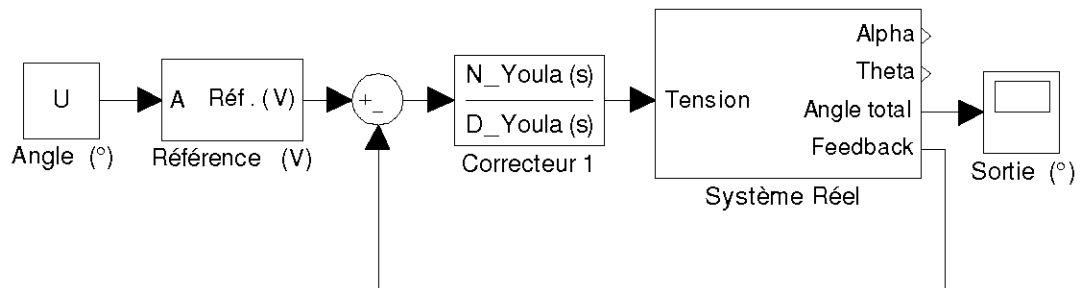 U
Angle (°)
A Réf. (V)
Référence (V)
+
-
N_Youla(s)
D_Youla(s)
Correcteur 1
Tension
Alpha
Theta
Angle total
Feedback
Système Réel
Sortie (°)